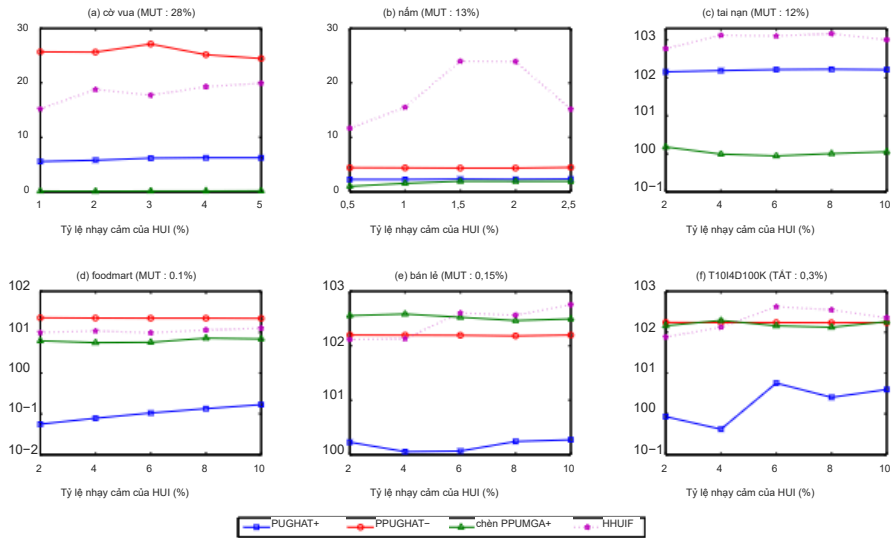 (a) cờ vua (MUT : 28%)
30
20
10
0
1 2 3 4 5
Tỷ lệ nhạy cảm của HUI (%)
(b) nấm (MUT : 13%)
30
20
10
0
0,5 1 1,5 2 2,5
Tỷ lệ nhạy cảm của HUI (%)
(c) tai nạn (MUT : 12%)
103
102
101
100
10−1
2 4 6 8 10
Tỷ lệ nhạy cảm của HUI (%)
(d) foodmart (MUT : 0.1%)
102
101
100
10−1
10−2
2 4 6 8 10
Tỷ lệ nhạy cảm của HUI (%)
(e) bán lẻ (MUT : 0,15%)
103
102
101
100
2 4 6 8 10
Tỷ lệ nhạy cảm của HUI (%)
(f) T10I4D100K (TẮT : 0,3%)
103
102
101
100
10−1
2 4 6 8 10
Tỷ lệ nhạy cảm của HUI (%)
PUGHAT+ PPUGHAT− chèn PPUMGA+ HHUIF